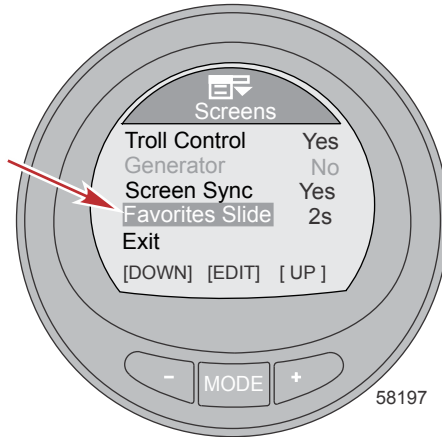 Screens
Troll Control Yes
Generator No
Screen Sync Yes
Favorites Slide 2s
Exit
[DOWN] [EDIT] [ UP ]
- MODE +
58197